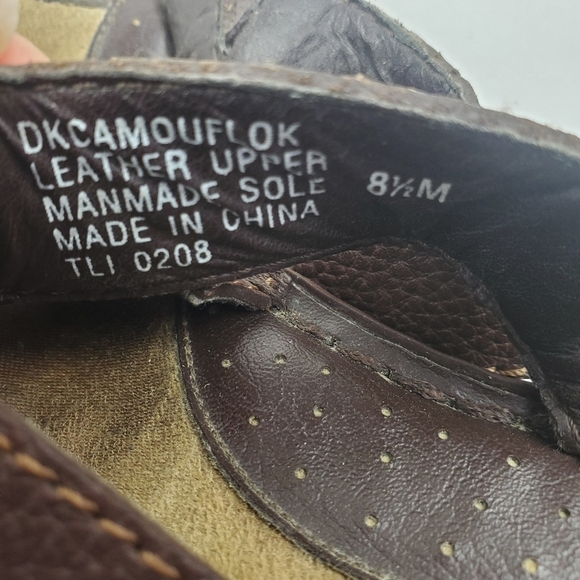 DKCAMOUFLOK
LEATHER UPPER
MANMADE SOLE
MADE IN CHINA
TLI 0208
8½M